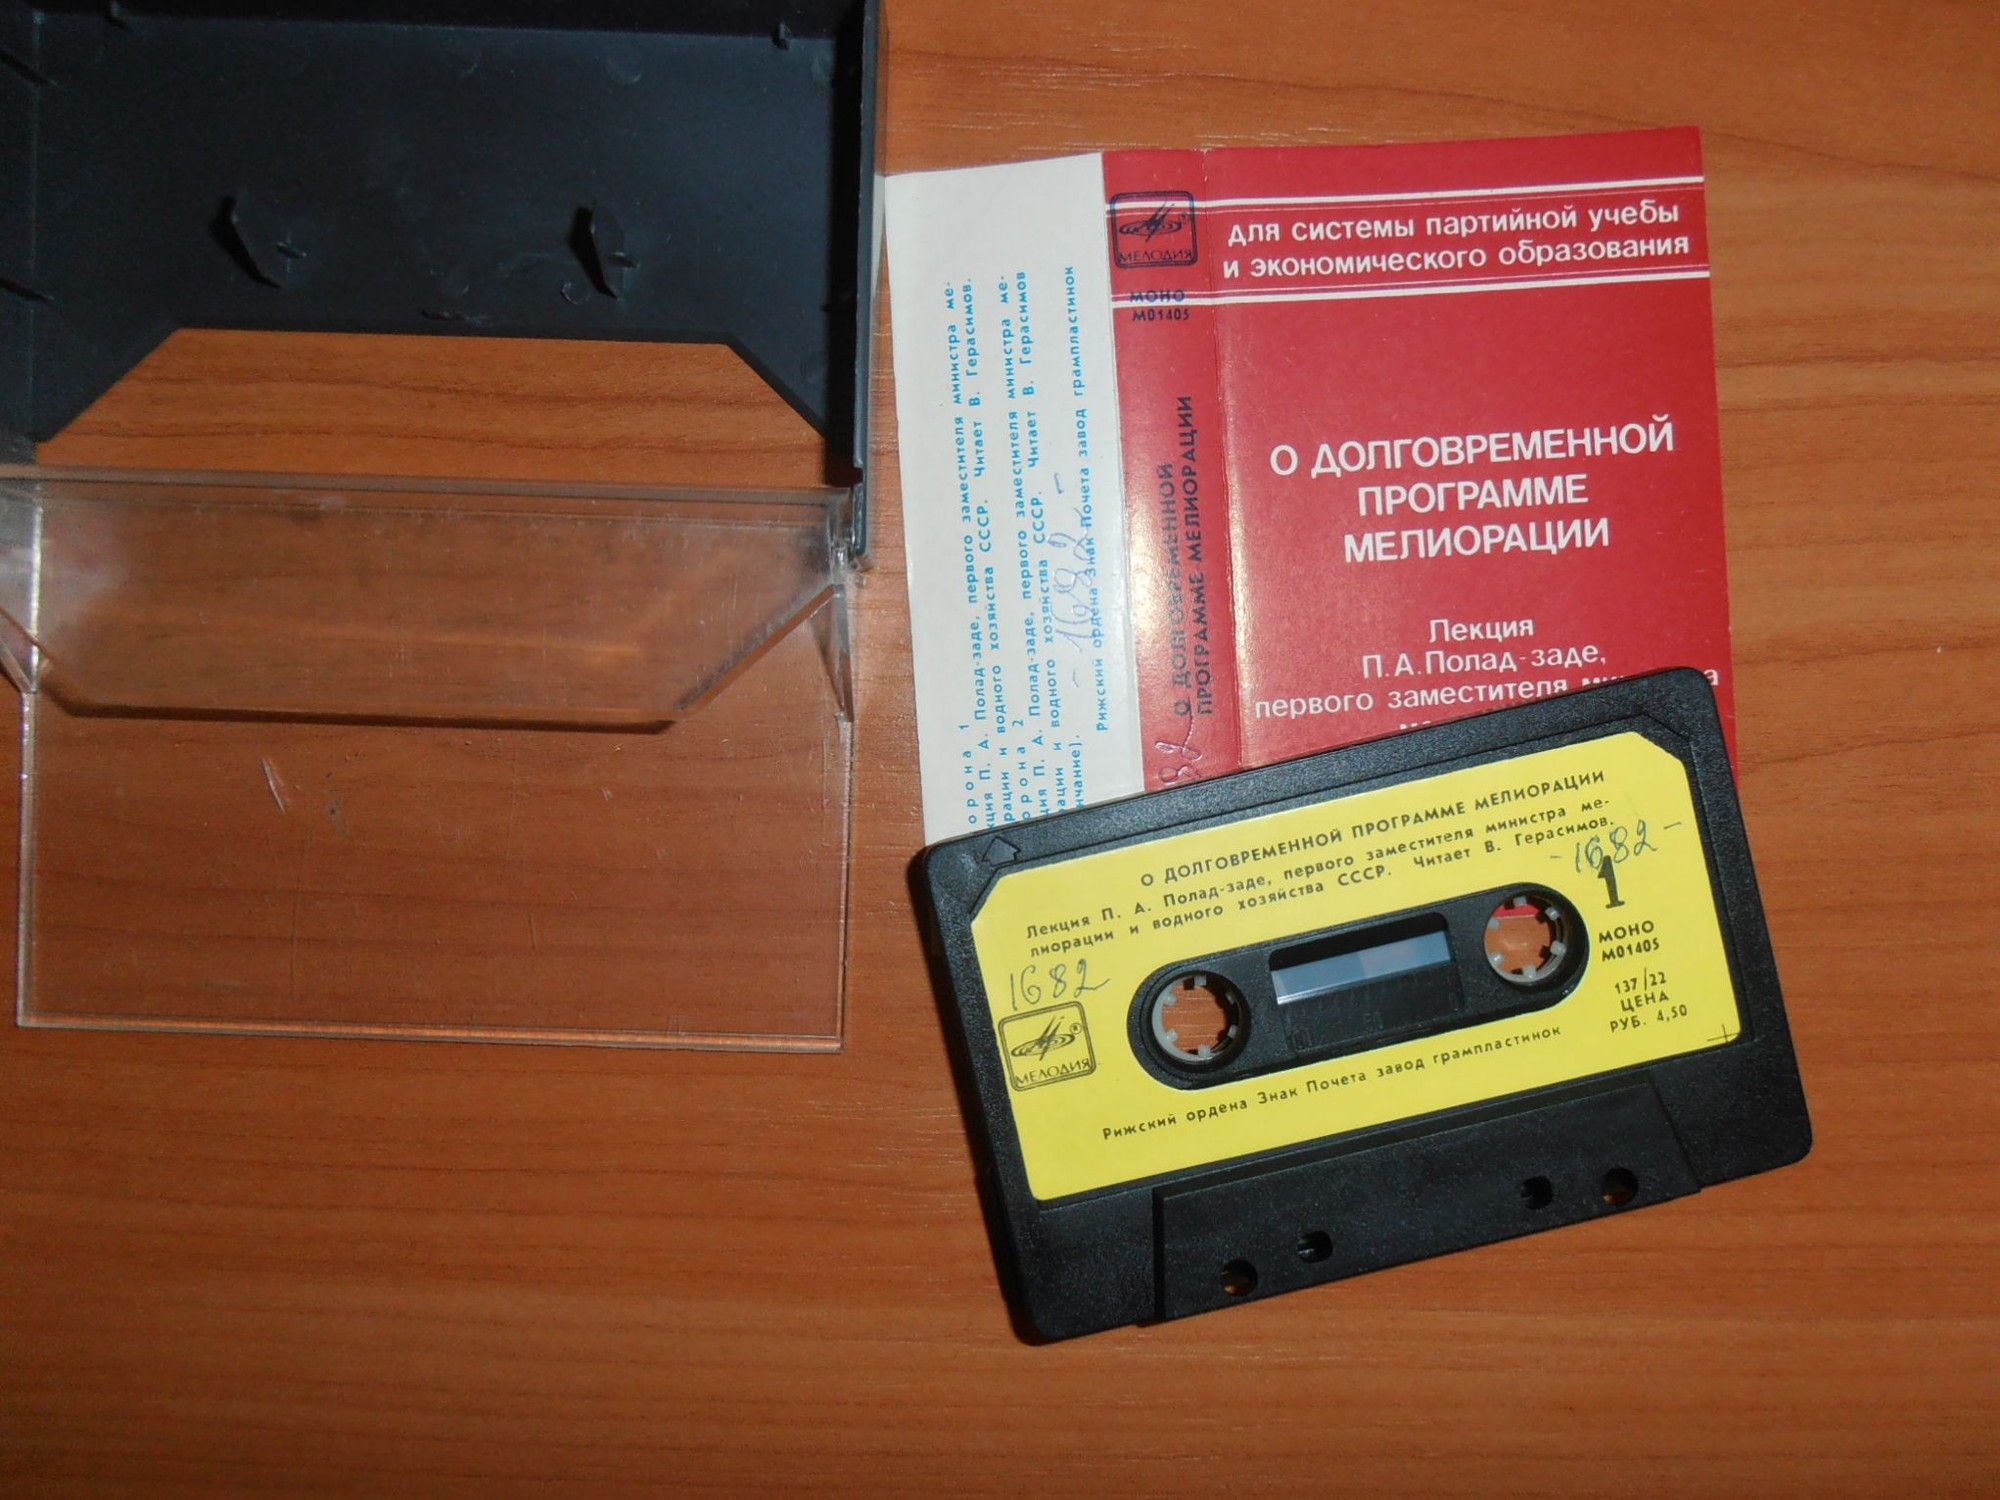 для системы партийной учебы
и экономического образования
МЕЛОДИЯ
МОНО
М01405
О ДОЛГОВРЕМЕННОЙ
ПРОГРАММЕ
МЕЛИОРАЦИИ
Лекция
П.А.Полад-заде,
первого заместителя
О ДОЛГОВРЕМЕННОЙ
ПРОГРАММЕ МЕЛИОРАЦИИ
1
П. А. Полад-заде, первого заместителя министра ме-
и водного хозяйства СССР. Читает В. Герасимов.
2
П. А. Полад-заде, первого заместителя министра ме-
и водного хозяйства СССР. Читает В. Герасимов
Рижский ордена Знак Почета завод грампластинок
- 1682 -
О ДОЛГОВРЕМЕННОЙ ПРОГРАММЕ МЕЛИОРАЦИИ
Лекция П. А. Полад-заде, первого заместителя министра ме-
лиорации и водного хозяйства СССР. Читает В. Герасимов.
- 1682 -
1
1682
МОНО
М01405
137/22
ЦЕНА
РУБ. 4,50
МЕЛОДИЯ
Рижский ордена Знак Почета завод грампластинок